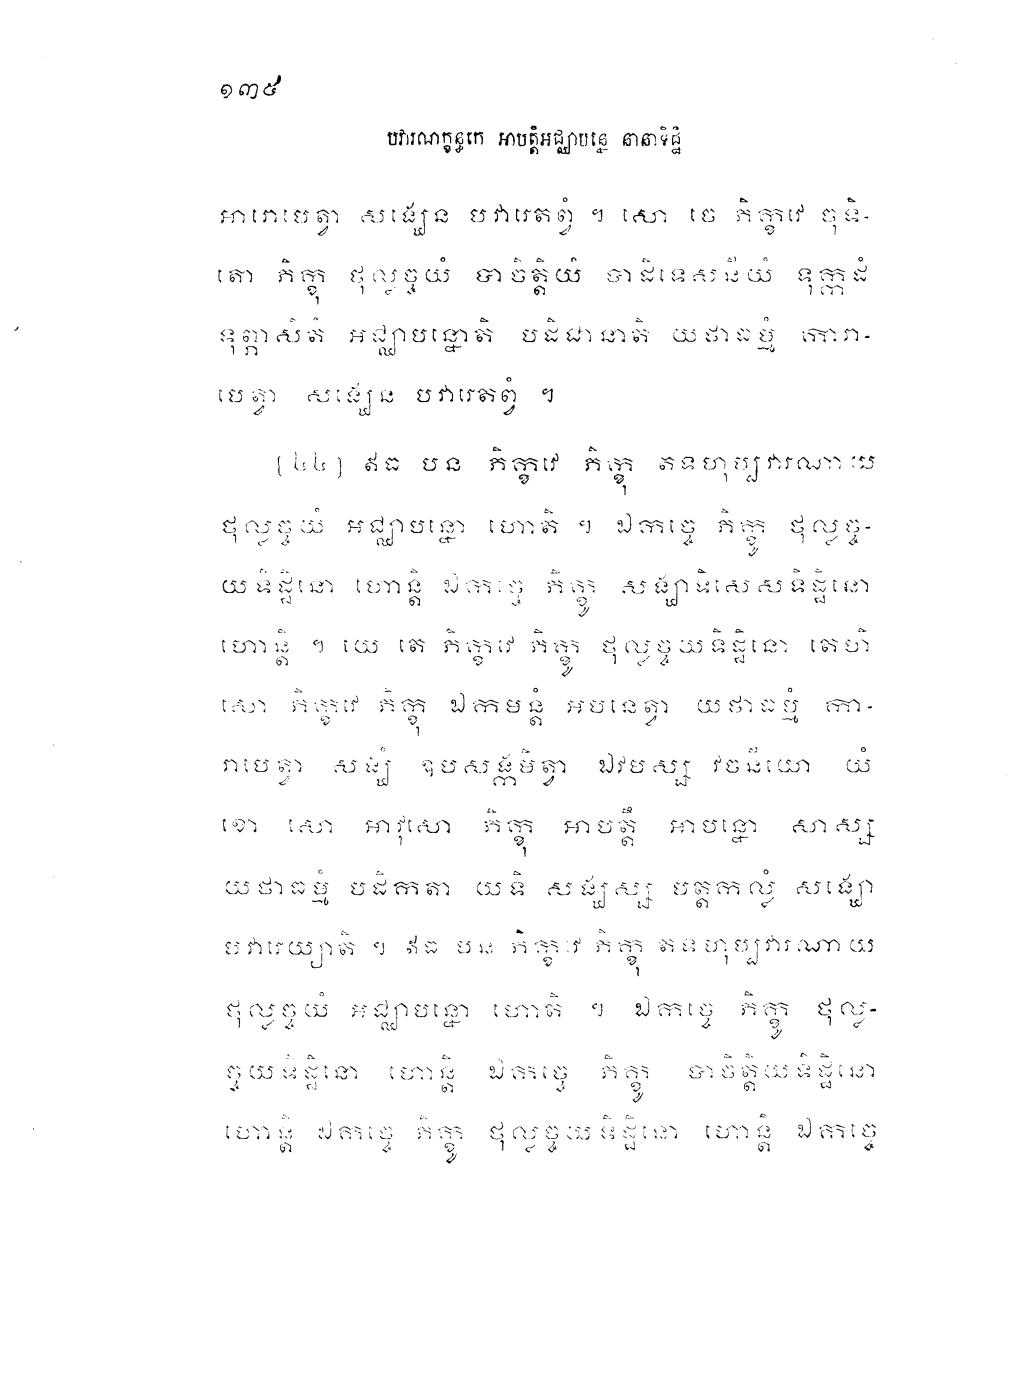 ១៣៥
បវារណាក្ខន្ធកេ អាបត្តឹអជ្ឈាបន្នេ នានាទិដ្ឋិ
អារោបេត្វា សង្ឃេន បវារេតព្វំ ។ សោ ចេ ភិក្ខវេ ចុទិ-
តោ ភិក្ខុ ថុល្លច្ចយំ បាចិត្តិយំ បាដិទេសនីយំ ទុក្កដំ
ទុព្ភាសិតំ អជ្ឈាបន្នោតិ បដិជានាតិ យថាធម្មំ ការា-
បេត្វា សង្ឃេន បវារេតព្វំ ។
(៤៤) ឥធ បន ភិក្ខវេ ភិក្ខុ តទហុប្បវារណាយ
ថុល្លច្ចយំ អជ្ឈាបន្នោ ហោតិ ។ ឯកច្ចេ ភិក្ខូ ថុល្លច្ច-
យទិដ្ឋិនោ ហោន្តិ ឯកច្ចេ ភិក្ខូ សង្ឃាទិសេសទិដ្ឋិនោ
ហោន្តិ ។ យេ តេ ភិក្ខវេ ភិក្ខូ ថុល្លច្ចយទិដ្ឋិនោ តេហិ
សោ ភិក្ខវេ ភិក្ខុ ឯកមន្តំ អបនេត្វា យថាធម្មំ ការ-
រាបេត្វា សង្ឃំ ឧបសង្កមិត្វា ឯវមស្ស វចនីយោ យំ
ខោ សោ អាវុសោ ភិក្ខុ អាបត្តឹ អាបន្នោ សាស្ស
យថាធម្មំ បដិកតា យទិ សង្ឃស្ស បត្តកល្លំ សង្ឃោ
បវារេយ្យាតិ ។ ឥធ បន ភិក្ខវេ ភិក្ខុ តទហុប្បវារណាយ
ថុល្លច្ចយំ អជ្ឈាបន្នោ ហោតិ ។ ឯកច្ចេ ភិក្ខូ ថុល្ល-
ច្ចយទិដ្ឋិនោ ហោន្តិ ឯកច្ចេ ភិក្ខូ បាចិត្តិយទិដ្ឋិនោ
ហោន្តិ ឯកច្ចេ ភិក្ខូ ថុល្លច្ចយទិដ្ឋិនោ ហោន្តិ ឯកច្ចេ